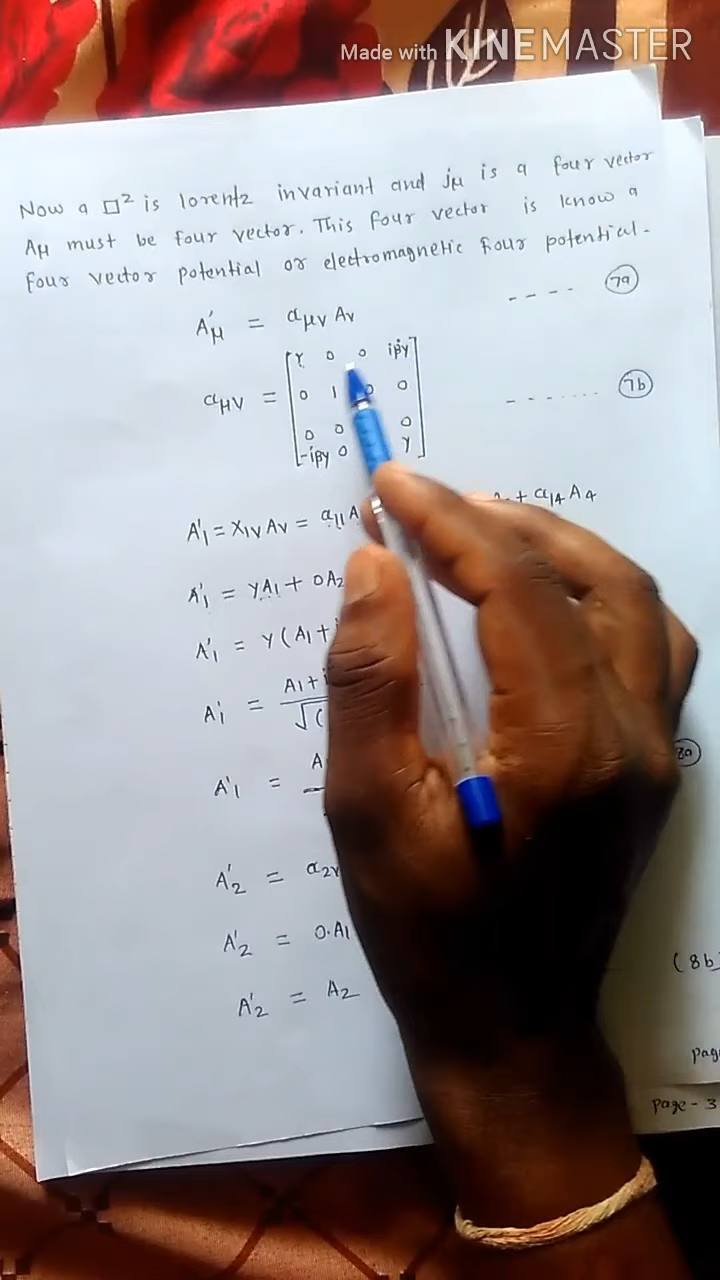 Made with KINEMASTER
Now a □² is lorentz invariant and jμ is a four vector
Aμ must be four vector. This four vector is know a
four vector potential or electromagnetic four potential.
A'μ = aμν Aν ---- (7a)
aμν = [γ 0 0 iβγ
0 1 0 0
0 0 0
-iβγ 0 γ] ------- (7b)
A'1 = X1ν Aν = a11 A + a14 A4
A'1 = γA1 + 0A2
A'1 = γ(A1 +
A'1 = A1 + i
√(
A'1 = A
8a
A'2 = a2ν
A'2 = 0.A1
(8b)
A'2 = A2
page-3